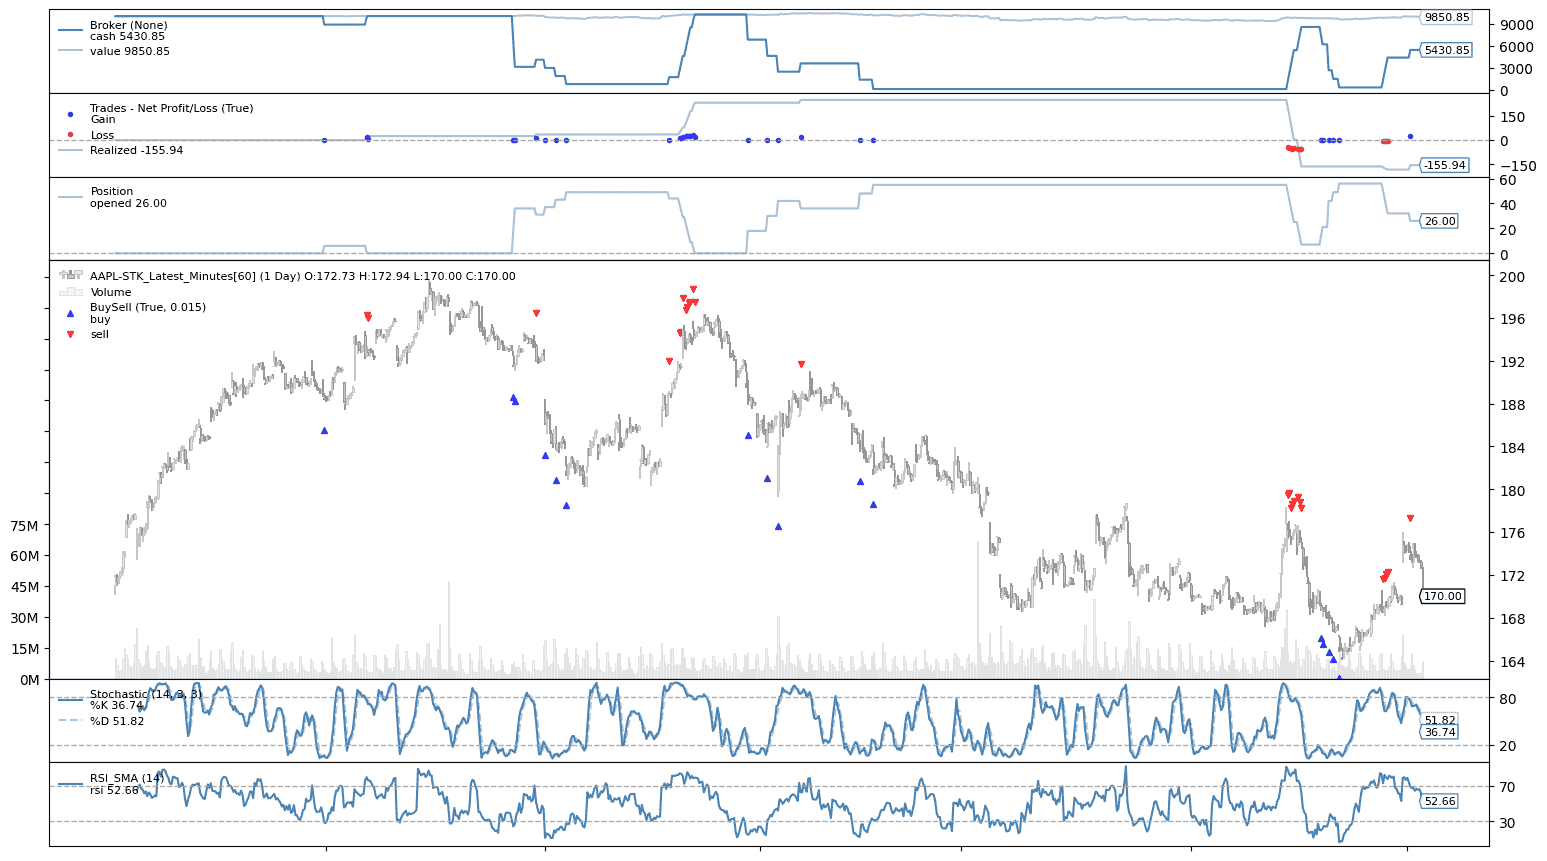 Broker (None)
cash 5430.85
value 9850.85
9850.85
9000
6000
5430.85
3000
0
Trades - Net Profit/Loss (True)
Gain
Loss
Realized -155.94
150
0
−150
-155.94
Position
opened 26.00
60
40
20
26.00
0
AAPL-STK_Latest_Minutes[60] (1 Day) O:172.73 H:172.94 L:170.00 C:170.00
Volume
BuySell (True, 0.015)
buy
sell
200
196
192
188
184
180
176
172
170.00
168
164
75M
60M
45M
30M
15M
0M
Stochastic (14, 3, 3)
%K 36.74
%D 51.82
80
51.82
36.74
20
RSI_SMA (14)
rsi 52.66
70
52.66
30